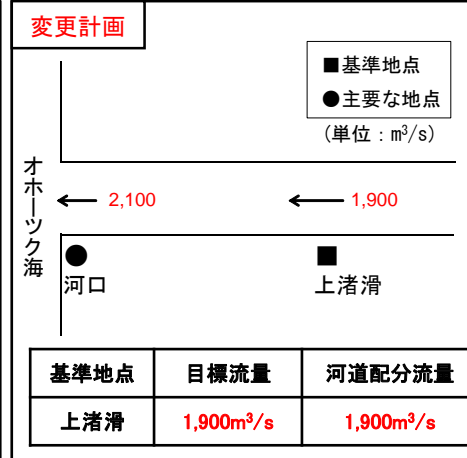 変更計画
■基準地点
●主要な地点
(単位：m³/s)
オホーツク海
2,100
1,900
河口
上渚滑
基準地点 目標流量 河道配分流量
上渚滑 1,900m³/s 1,900m³/s